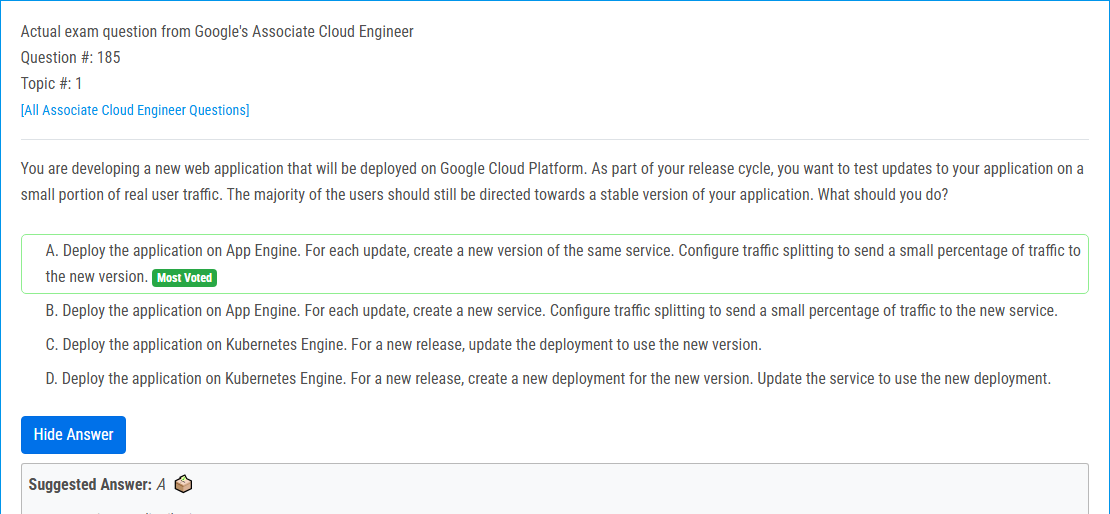 Actual exam question from Google's Associate Cloud Engineer
Question #: 185
Topic #: 1
[All Associate Cloud Engineer Questions]
You are developing a new web application that will be deployed on Google Cloud Platform. As part of your release cycle, you want to test updates to your application on a
small portion of real user traffic. The majority of the users should still be directed towards a stable version of your application. What should you do?
A. Deploy the application on App Engine. For each update, create a new version of the same service. Configure traffic splitting to send a small percentage of traffic to
the new version. Most Voted
B. Deploy the application on App Engine. For each update, create a new service. Configure traffic splitting to send a small percentage of traffic to the new service.
C. Deploy the application on Kubernetes Engine. For a new release, update the deployment to use the new version.
D. Deploy the application on Kubernetes Engine. For a new release, create a new deployment for the new version. Update the service to use the new deployment.
Hide Answer
Suggested Answer: A